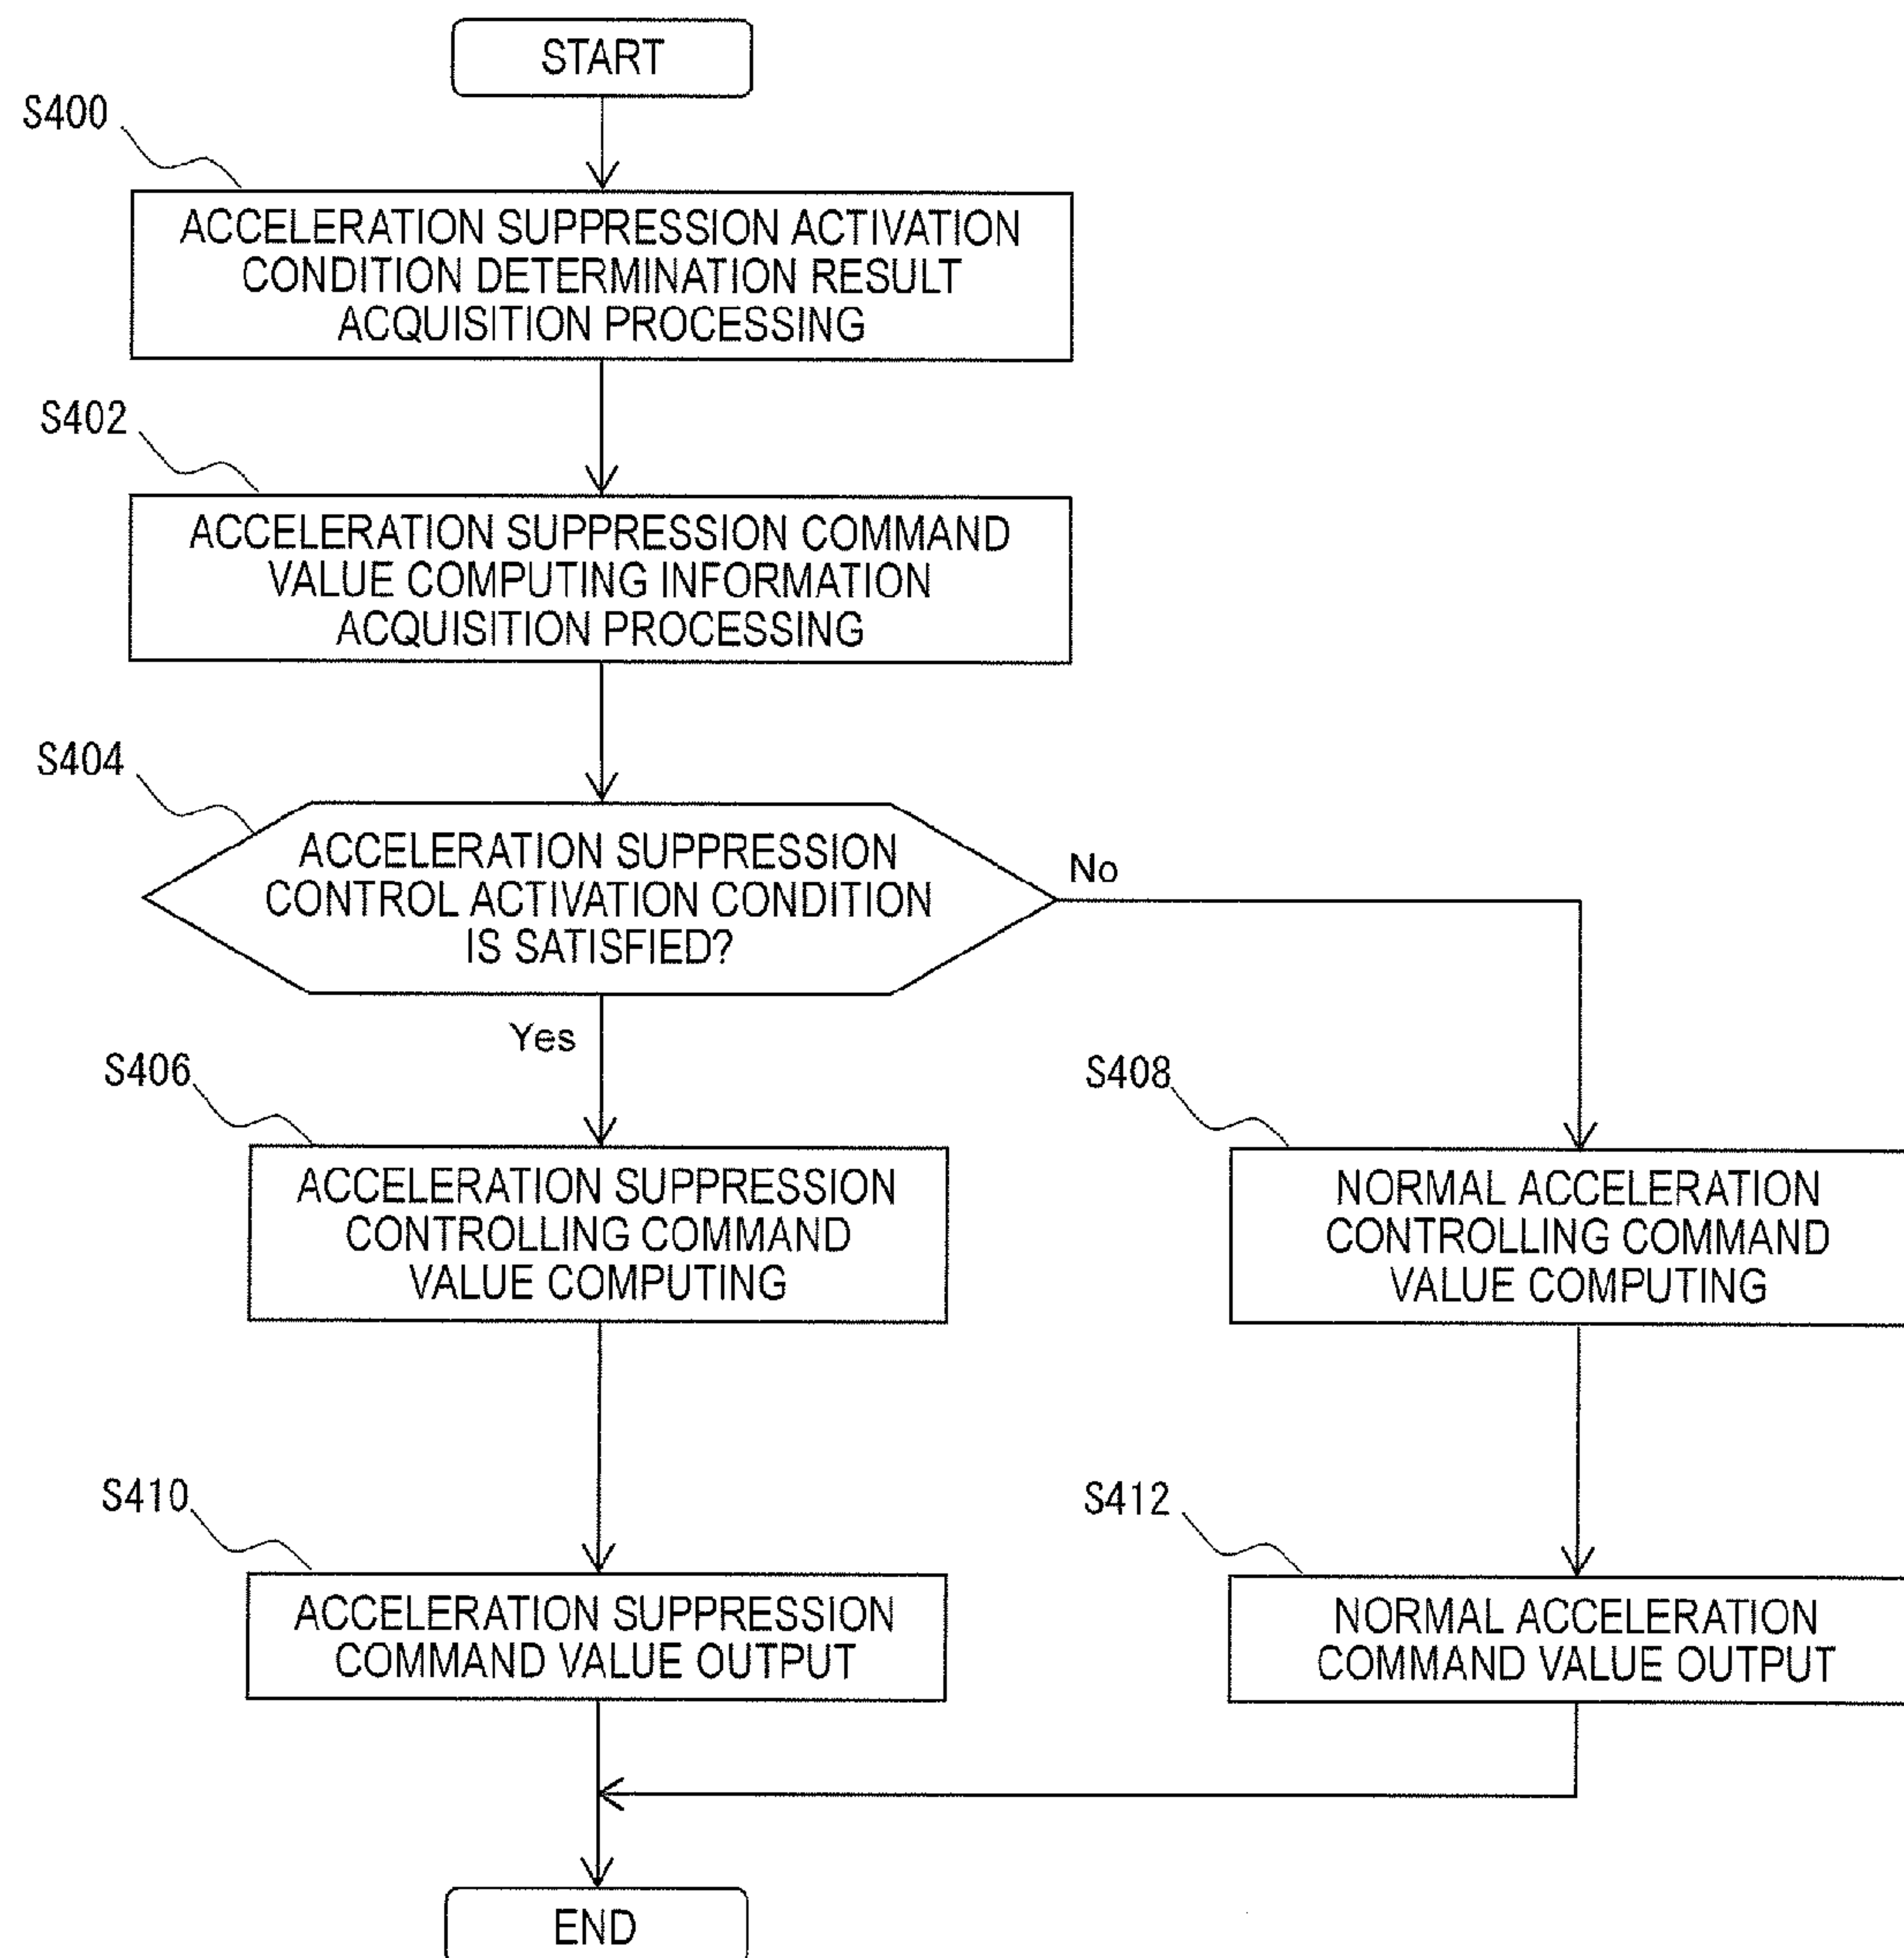 START
S400
ACCELERATION SUPPRESSION ACTIVATION
CONDITION DETERMINATION RESULT
ACQUISITION PROCESSING
S402
ACCELERATION SUPPRESSION COMMAND
VALUE COMPUTING INFORMATION
ACQUISITION PROCESSING
S404
ACCELERATION SUPPRESSION
CONTROL ACTIVATION CONDITION
IS SATISFIED?
No
Yes
S406
ACCELERATION SUPPRESSION
CONTROLLING COMMAND
VALUE COMPUTING
S408
NORMAL ACCELERATION
CONTROLLING COMMAND
VALUE COMPUTING
S410
ACCELERATION SUPPRESSION
COMMAND VALUE OUTPUT
S412
NORMAL ACCELERATION
COMMAND VALUE OUTPUT
END